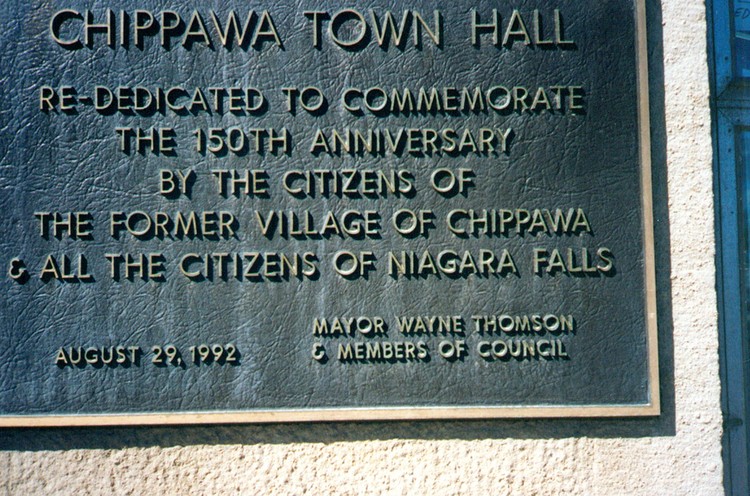 CHIPPAWA TOWN HALL
RE-DEDICATED TO COMMEMORATE
THE 150TH ANNIVERSARY
BY THE CITIZENS OF
THE FORMER VILLAGE OF CHIPPAWA
& ALL THE CITIZENS OF NIAGARA FALLS
MAYOR WAYNE THOMSON
AUGUST 29, 1992 & MEMBERS OF COUNCIL